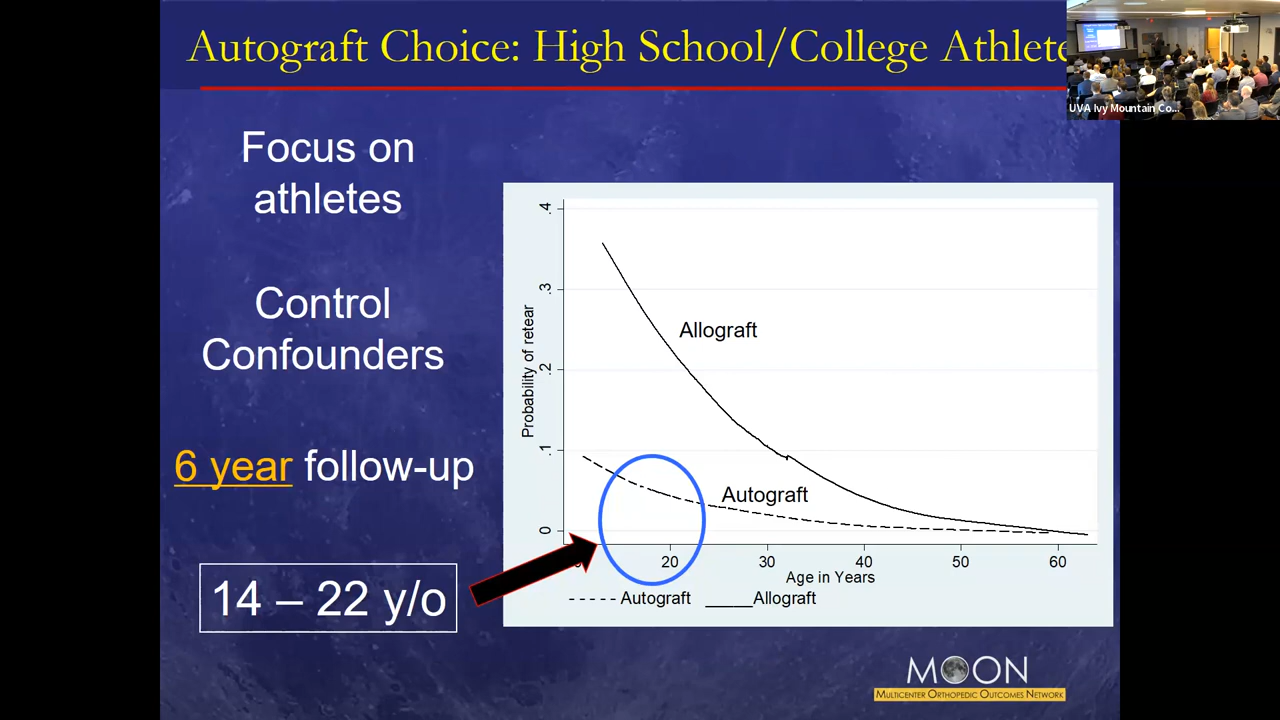 Autograft Choice: High School/College Athlete
UVA Ivy Mountain Co...
Focus on
athletes
Control
Confounders
6 year follow-up
14 – 22 y/o
Probability of retear
.4
.3
.2
.1
0
Allograft
Autograft
20
30
40
50
60
Age in Years
Autograft
Allograft
MOON
MULTICENTER ORTHOPEDIC OUTCOMES NETWORK